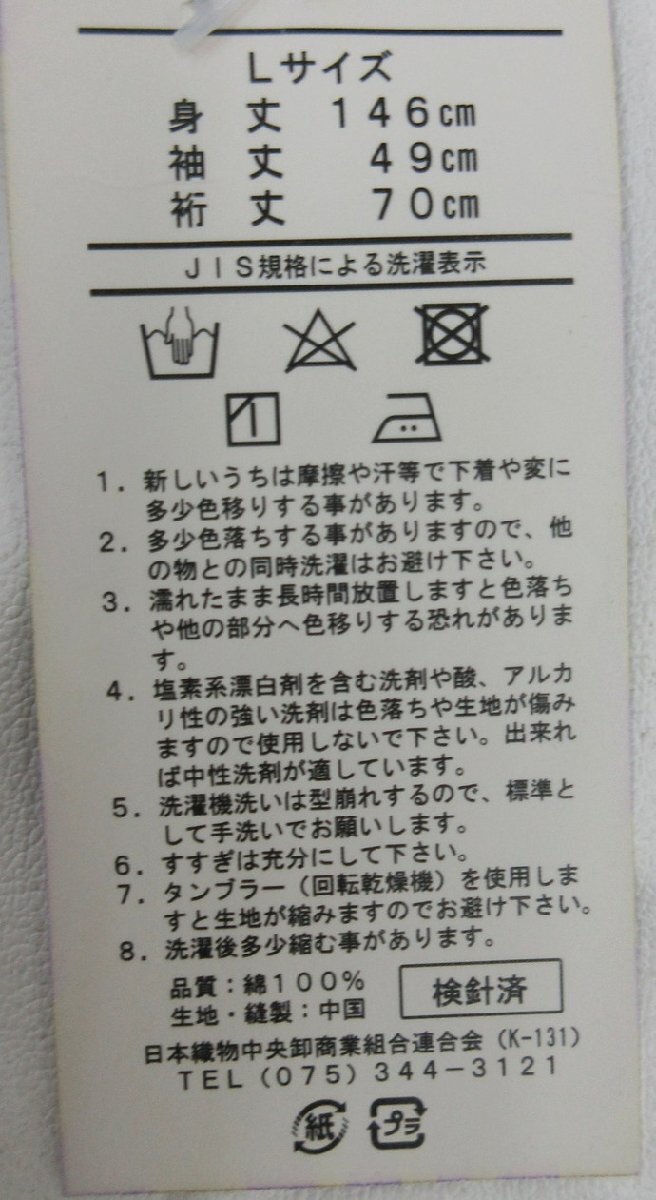 Lサイズ
身 丈 146cm
袖 丈 49cm
裄 丈 70cm
JIS規格による洗濯表示
1．新しいうちは摩擦や汗等で下着や変に
多少色移りする事があります。
2．多少色落ちする事がありますので、他
の物との同時洗濯はお避け下さい。
3．濡れたまま長時間放置しますと色落ち
や他の部分へ色移りする恐れがありま
す。
4．塩素系漂白剤を含む洗剤や酸、アルカ
リ性の強い洗剤は色落ちや生地が傷み
ますので使用しないで下さい。出来れ
ば中性洗剤が適しています。
5．洗濯機洗いは型崩れするので、標準と
して手洗いでお願いします。
6．すすぎは充分にして下さい。
7．タンブラー（回転乾燥機）を使用しま
すと生地が縮みますのでお避け下さい。
8．洗濯後多少縮む事があります。
品質：綿100％ 検針済
生地・縫製：中国
日本織物中央卸商業組合連合会（K-131）
TEL（075）344－3121
紙 プラ